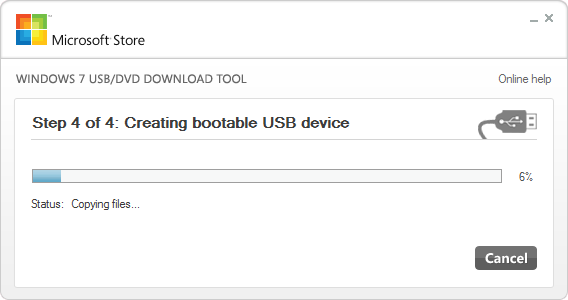 Microsoft Store
WINDOWS 7 USB/DVD DOWNLOAD TOOL Online help
Step 4 of 4: Creating bootable USB device
6%
Status: Copying files...
Cancel